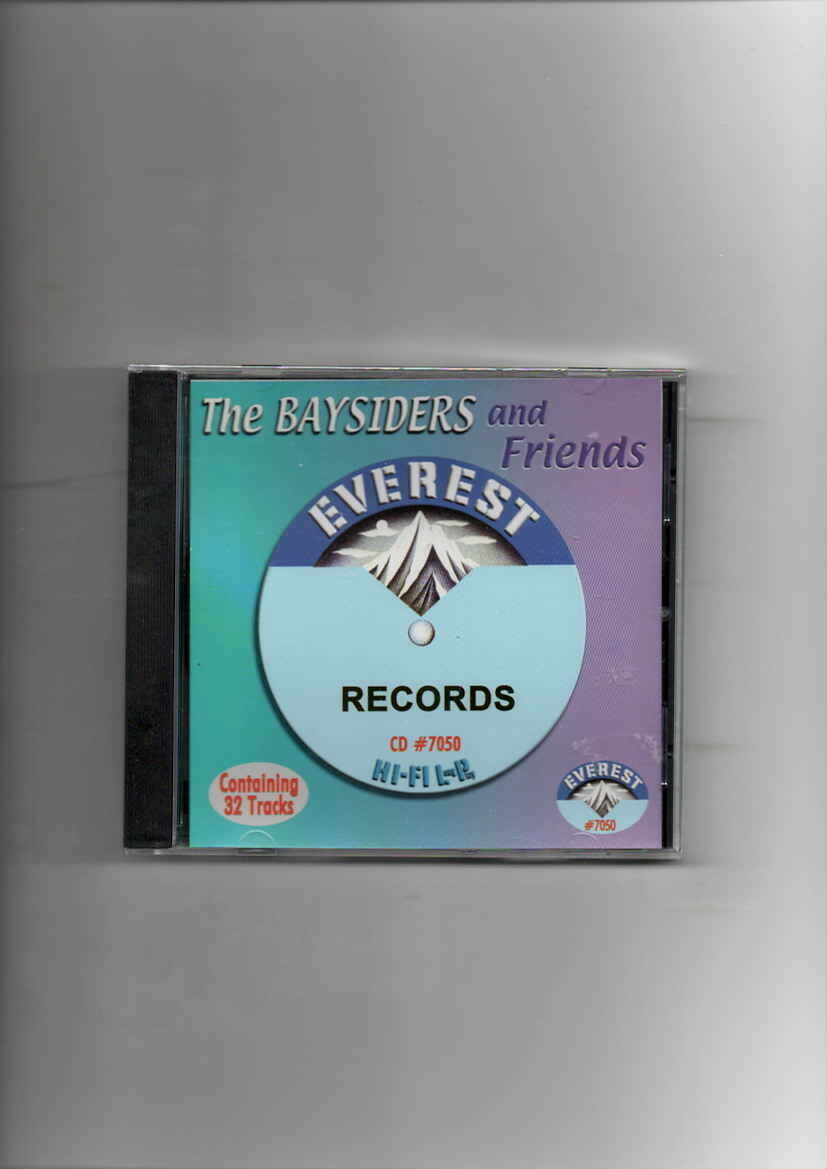 The BAYSIDERS and
Friends
EVEREST
RECORDS
CD #7050
HI-FI L.P.
Containing
32 Tracks
EVEREST
#7050